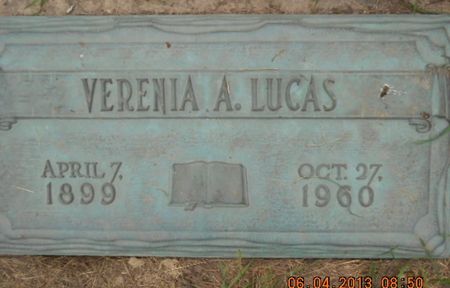 VERENIA A. LUCAS
APRIL 7, OCT. 27,
1899 1960
06.04.2013 08:50